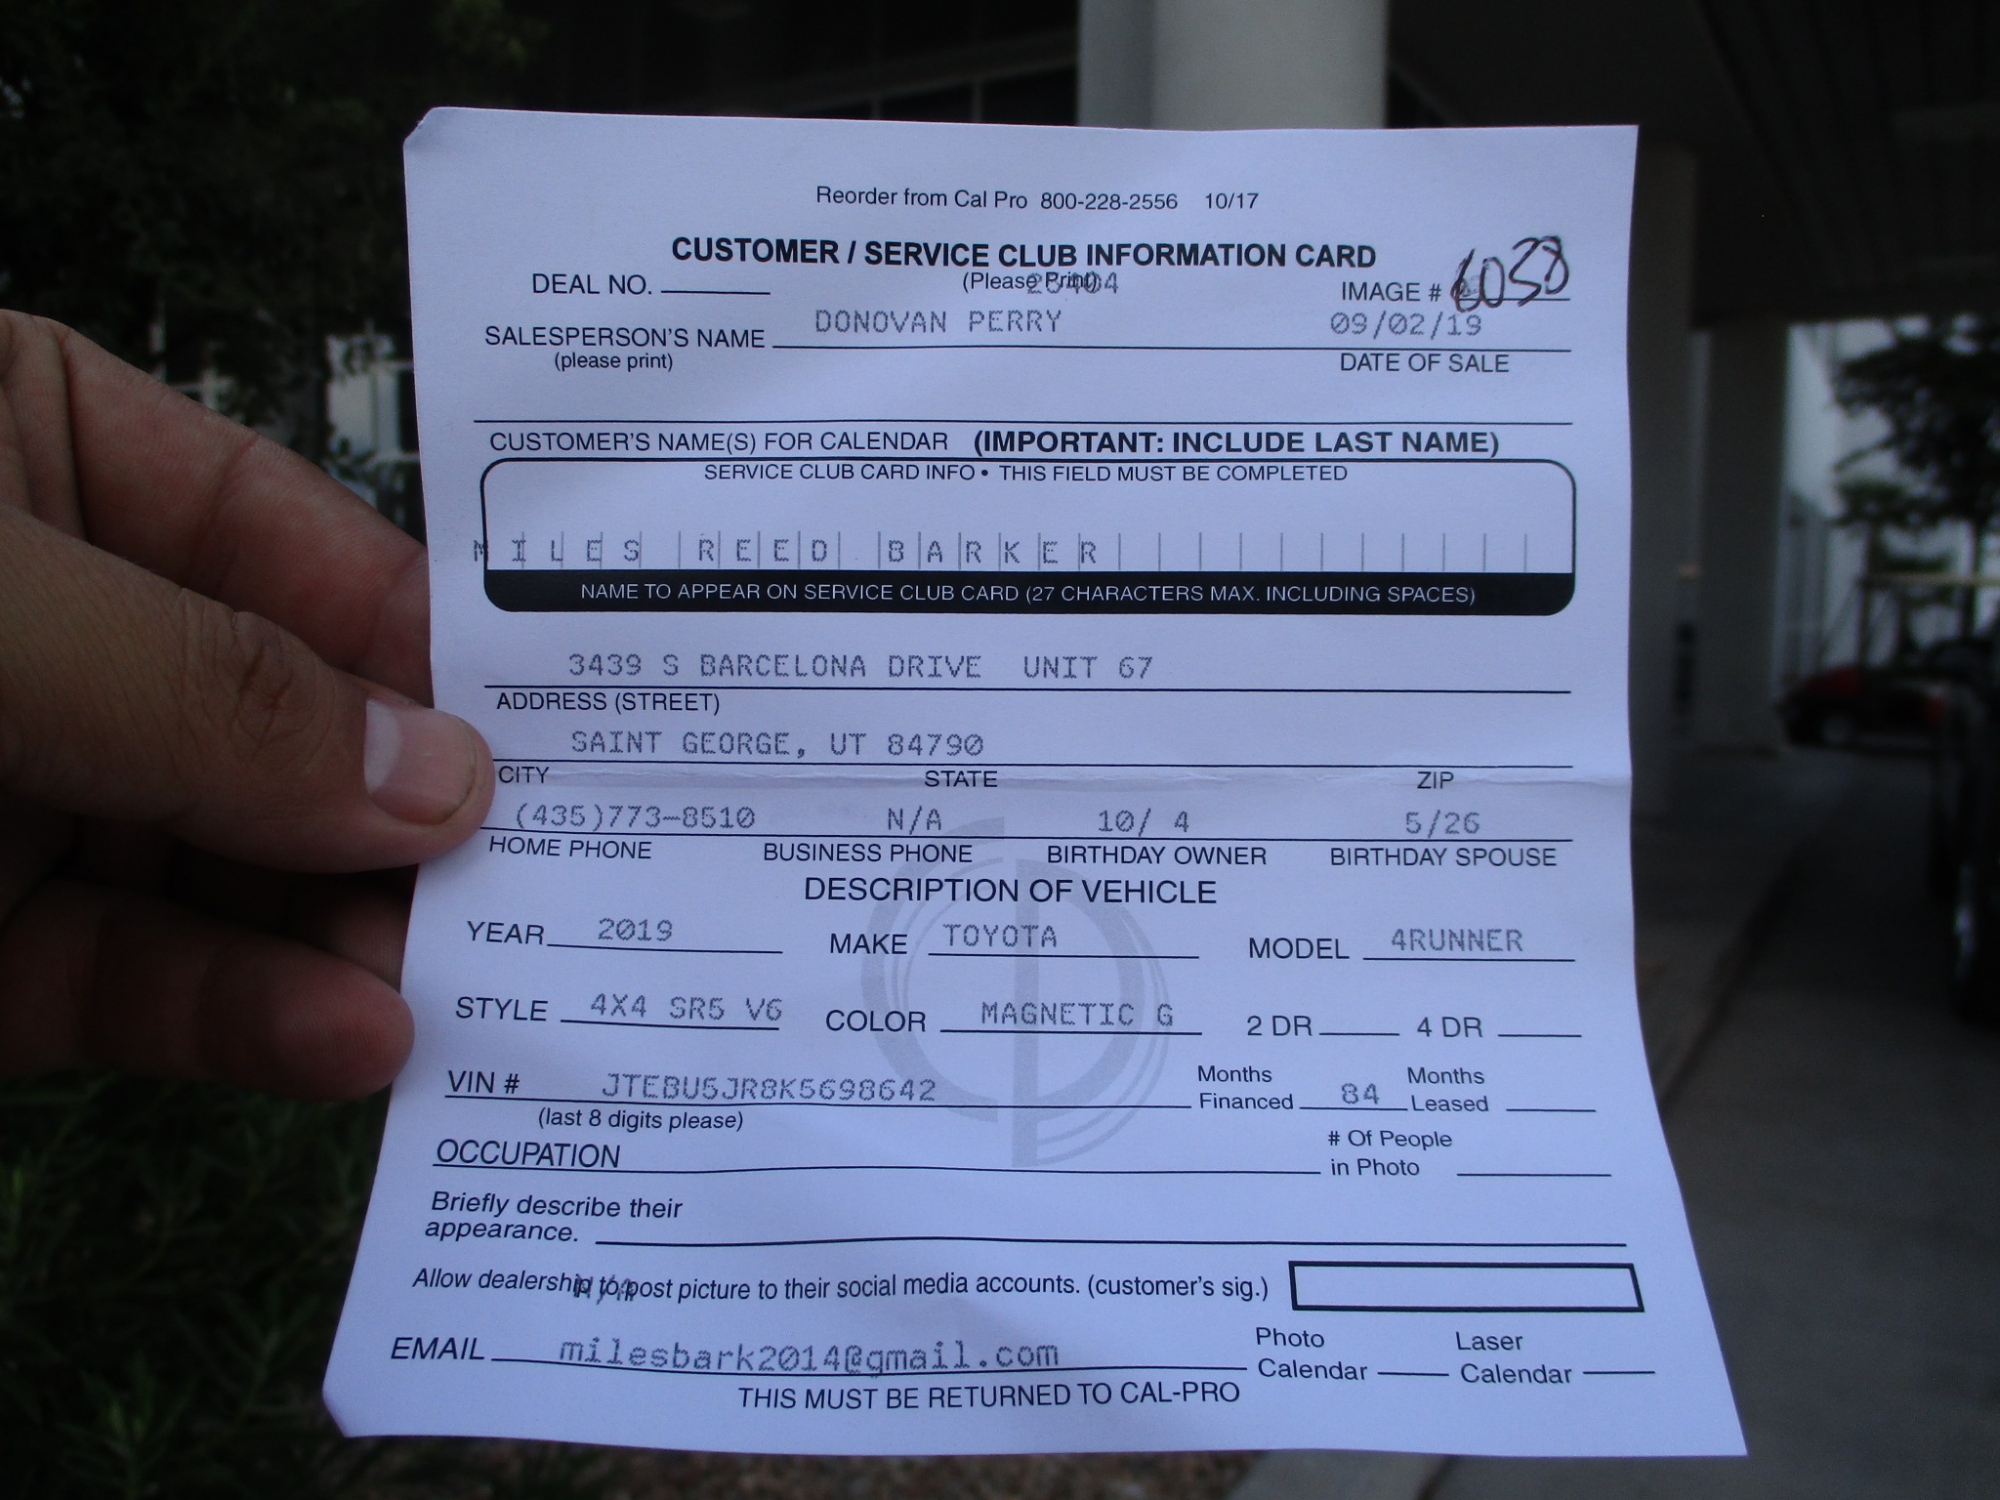 Reorder from Cal Pro 800-228-2556 10/17
CUSTOMER / SERVICE CLUB INFORMATION CARD
DEAL NO. (Please Print) IMAGE # 6038
SALESPERSON'S NAME DONOVAN PERRY 09/02/19
(please print) DATE OF SALE
CUSTOMER'S NAME(S) FOR CALENDAR (IMPORTANT: INCLUDE LAST NAME)
SERVICE CLUB CARD INFO • THIS FIELD MUST BE COMPLETED
MILES REED BARKER
NAME TO APPEAR ON SERVICE CLUB CARD (27 CHARACTERS MAX. INCLUDING SPACES)
3439 S BARCELONA DRIVE UNIT 67
ADDRESS (STREET)
SAINT GEORGE, UT 84790
CITY STATE ZIP
(435)773-8510 N/A 10/ 4 5/26
HOME PHONE BUSINESS PHONE BIRTHDAY OWNER BIRTHDAY SPOUSE
DESCRIPTION OF VEHICLE
YEAR 2019 MAKE TOYOTA MODEL 4RUNNER
STYLE 4X4 SR5 V6 COLOR MAGNETIC G 2 DR 4 DR
VIN # JTEBU5JR8K5698642 Months Financed 84 Months Leased
(last 8 digits please)
OCCUPATION # Of People in Photo
Briefly describe their
appearance.
Allow dealership to post picture to their social media accounts. (customer's sig.)
N/A
EMAIL milesbark2014@gmail.com Photo Calendar Laser Calendar
THIS MUST BE RETURNED TO CAL-PRO